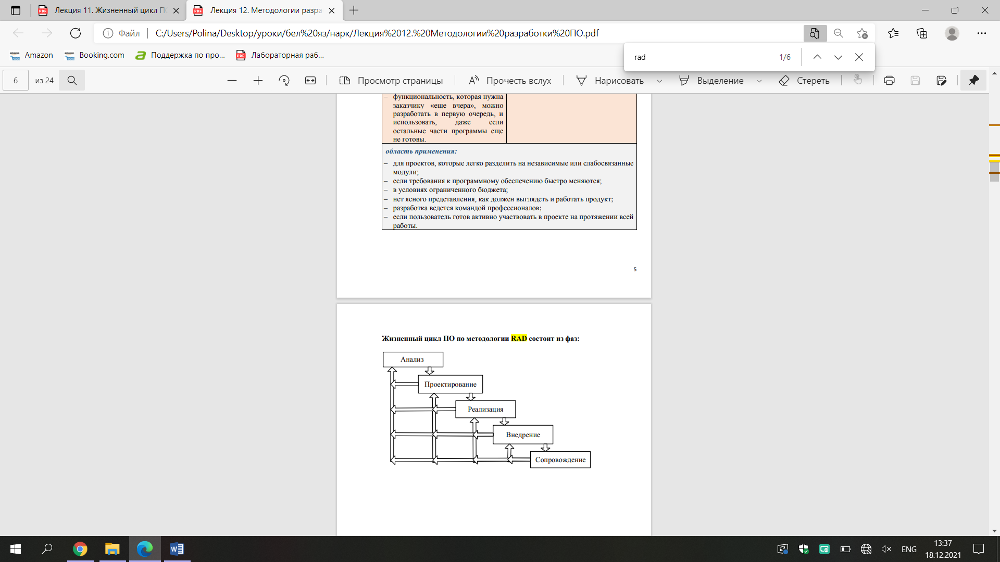 Лекция 11. Жизненный цикл ПО
Лекция 12. Методологии разра
Файл
C:/Users/Polina/Desktop/уроки/бел%20яз/нарк/Лекция%2012.%20Методологии%20разработки%20ПО.pdf
Amazon
Booking.com
Поддержка по про...
Лабораторная раб...
rad
1/6
6
из 24
Просмотр страницы
Прочесть вслух
Нарисовать
Выделение
Стереть
– функциональность, которая нужна
заказчику «еще вчера», можно
разработать в первую очередь, и
использовать, даже если
остальные части программы еще
не готовы.
область применения:
– для проектов, которые легко разделить на независимые или слабосвязанные
модули;
– если требования к программному обеспечению быстро меняются;
– в условиях ограниченного бюджета;
– нет ясного представления, как должен выглядеть и работать продукт;
– разработка ведется командой профессионалов;
– если пользователь готов активно участвовать в проекте на протяжении всей
работы.
5
Жизненный цикл ПО по методологии RAD состоит из фаз:
Анализ
Проектирование
Реализация
Внедрение
Сопровождение
ENG
13:37
18.12.2021